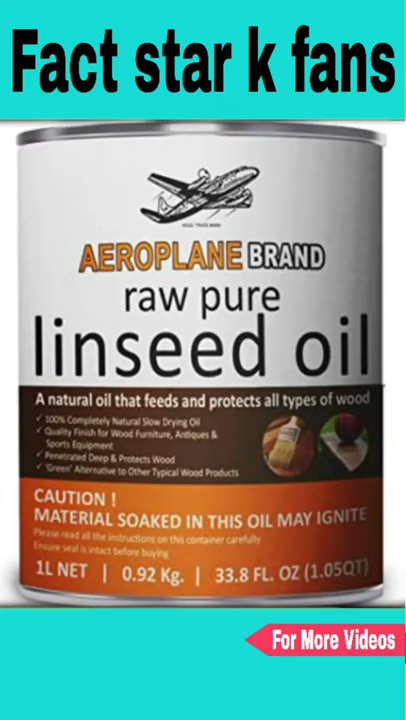 Fact star k fans
AEROPLANE BRAND
raw pure
linseed oil
A natural oil that feeds and protects all types of wood
✓ 100% Completely Natural Slow Drying Oil
✓ Quality Finish for Wood Furniture, Antiques &
Sports Equipment
✓ Penetrated Deep & Protects Wood
✓ 'Green' Alternative to Other Typical Wood Products
CAUTION !
MATERIAL SOAKED IN THIS OIL MAY IGNITE
Please read all the instructions on this container carefully
Ensure seal is intact before buying
1L NET | 0.92 Kg. | 33.8 FL. OZ (1.05QT)
For More Videos